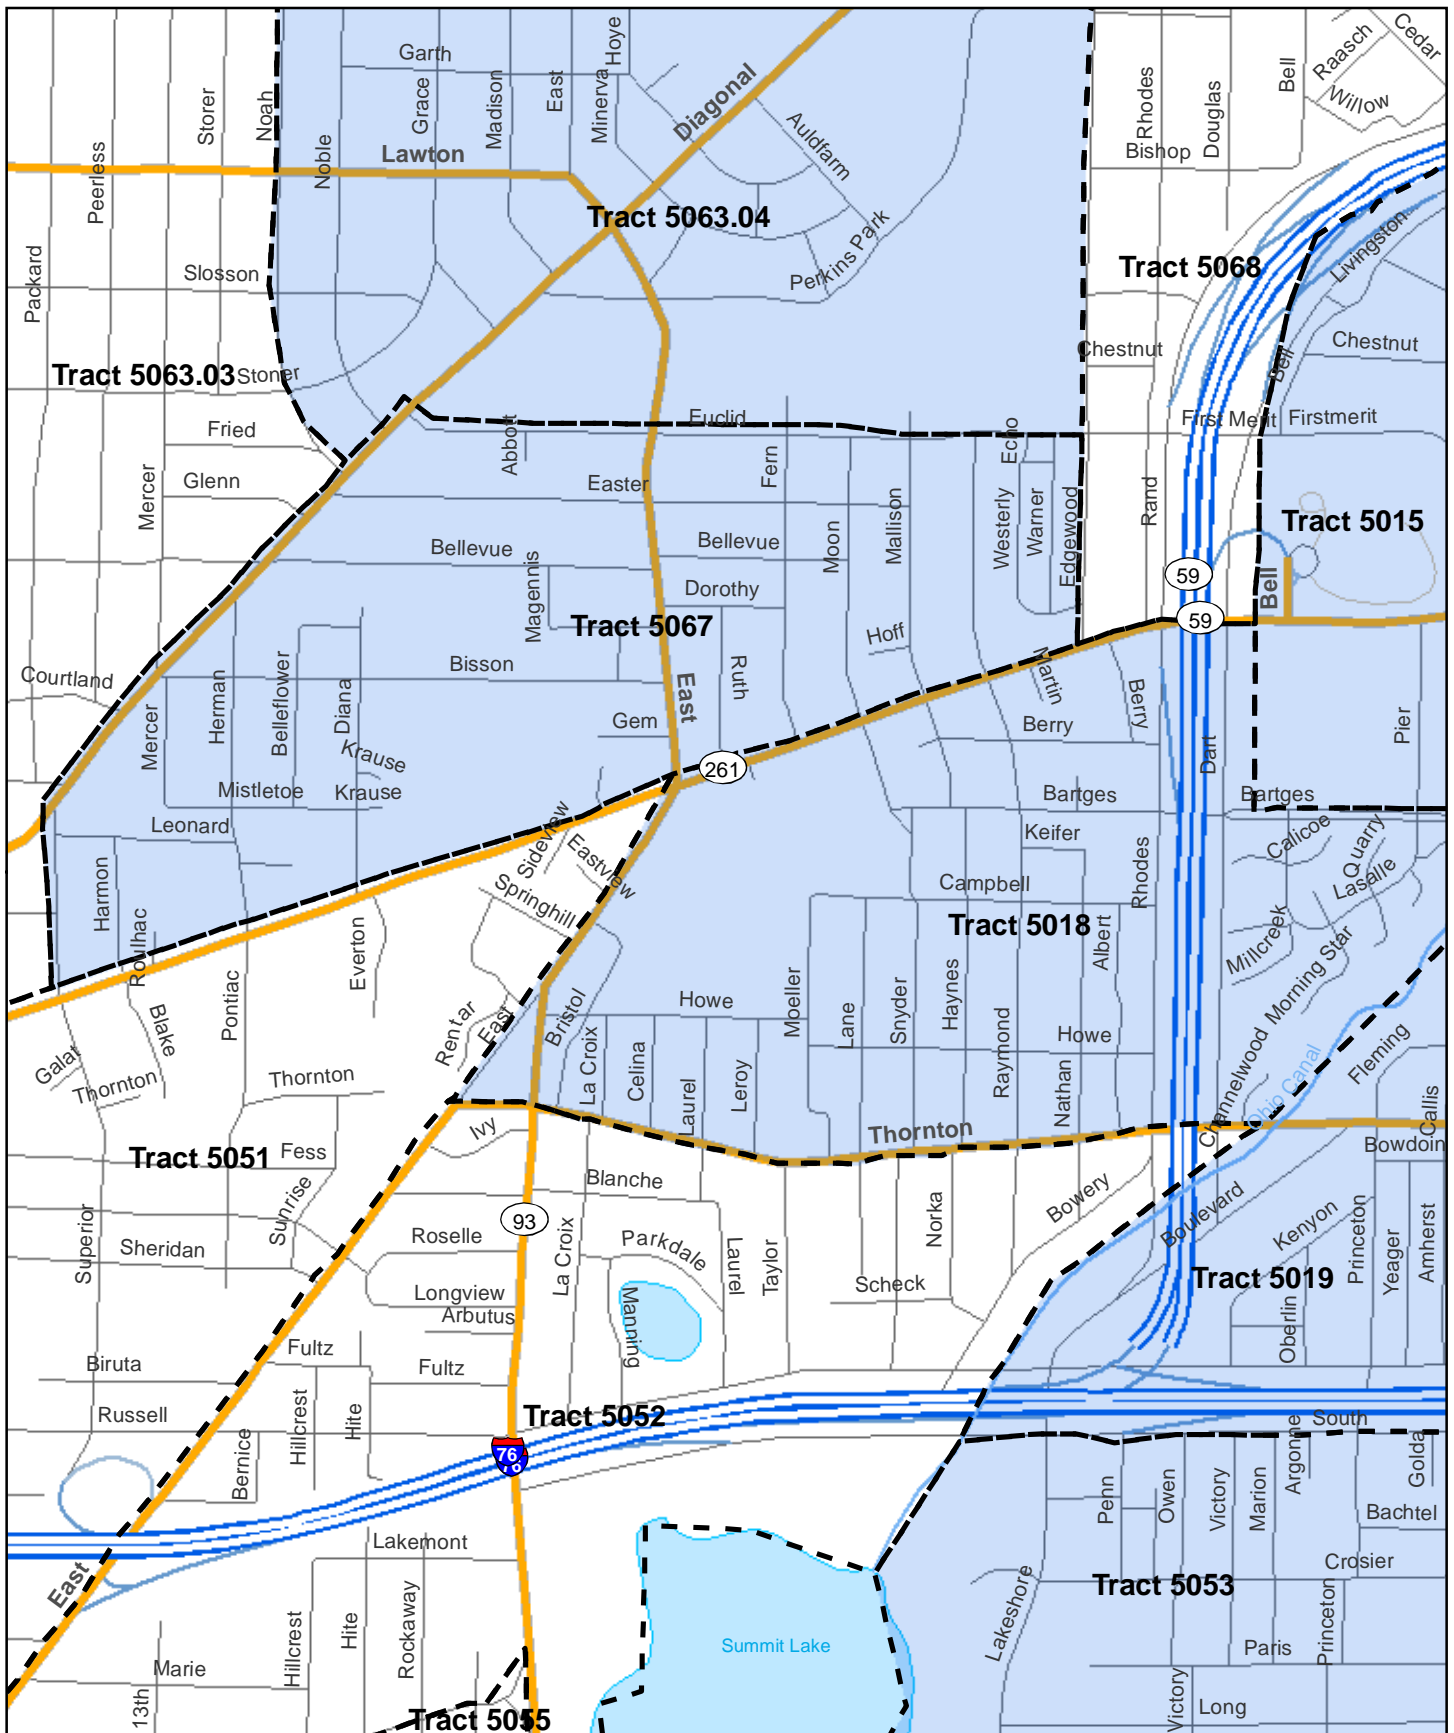 Cedar
Raasch
Hoye
Garth
Bell
Willow
Rhodes
Douglas
East
Minerva
Madison
Grace
Storer
Noah
Diagonal
Auldfarm
Lawton
Bishop
Noble
Peerless
Tract 5063.04
Packard
Slosson
Perkins Park
Tract 5068
Livingston
Chestnut
Chestnut
Bell
Tract 5063.03
Stoner
Euclid
First Merit
Firstmerit
Fried
Abbott
Echo
Fern
Mercer
Glenn
Easter
Mallison
Westerly
Warner
Edgewood
Rand
Tract 5015
Bellevue
Bellevue
Moon
Magennis
Dorothy
59
Bell
59
Tract 5067
Hoff
Courtland
Bisson
Herman
Belleflower
Diana
Mercer
Ruth
East
Martin
Berry
Berry
Pier
Gem
Krause
Dart
261
Mistletoe
Krause
Bartges
Bartges
Leonard
Sideview
Eastview
Keifer
Calicoe
Quarry
Lasalle
Harmon
Springhill
Campbell
Rhodes
Tract 5018
Albert
Roulhac
Everton
Millcreek
Morning Star
Pontiac
Blake
Rentar
East
Bristol
Howe
Moeller
Lane
Snyder
Haynes
Howe
Raymond
Nathan
Channelwood
Ohio Canal
Fleming
Gallat
Thornton
Thornton
La Croix
Celina
Laurel
Leroy
Callis
Ivy
Thornton
Bowdoin
Tract 5051
Fess
Blanche
Sunrise
Superior
Sheridan
93
Roselle
La Croix
Parkdale
Laurel
Taylor
Norka
Bowery
Boulevard
Kenyon
Princeton
Yeager
Amherst
Tract 5019
Longview
Arbutus
Manning
Scheck
Oberlin
Biruta
Fultz
Fultz
Russell
Hillcrest
Hite
Bernice
Tract 5052
South
76
76
Argonne
Golda
Penn
Owen
Victory
Marion
Bachtel
Lakemont
East
Crosier
Tract 5053
Lakeshore
Hillcrest
Hite
Rockaway
Summit Lake
Paris
Princeton
Marie
13th
Victory
Long
Tract 5055